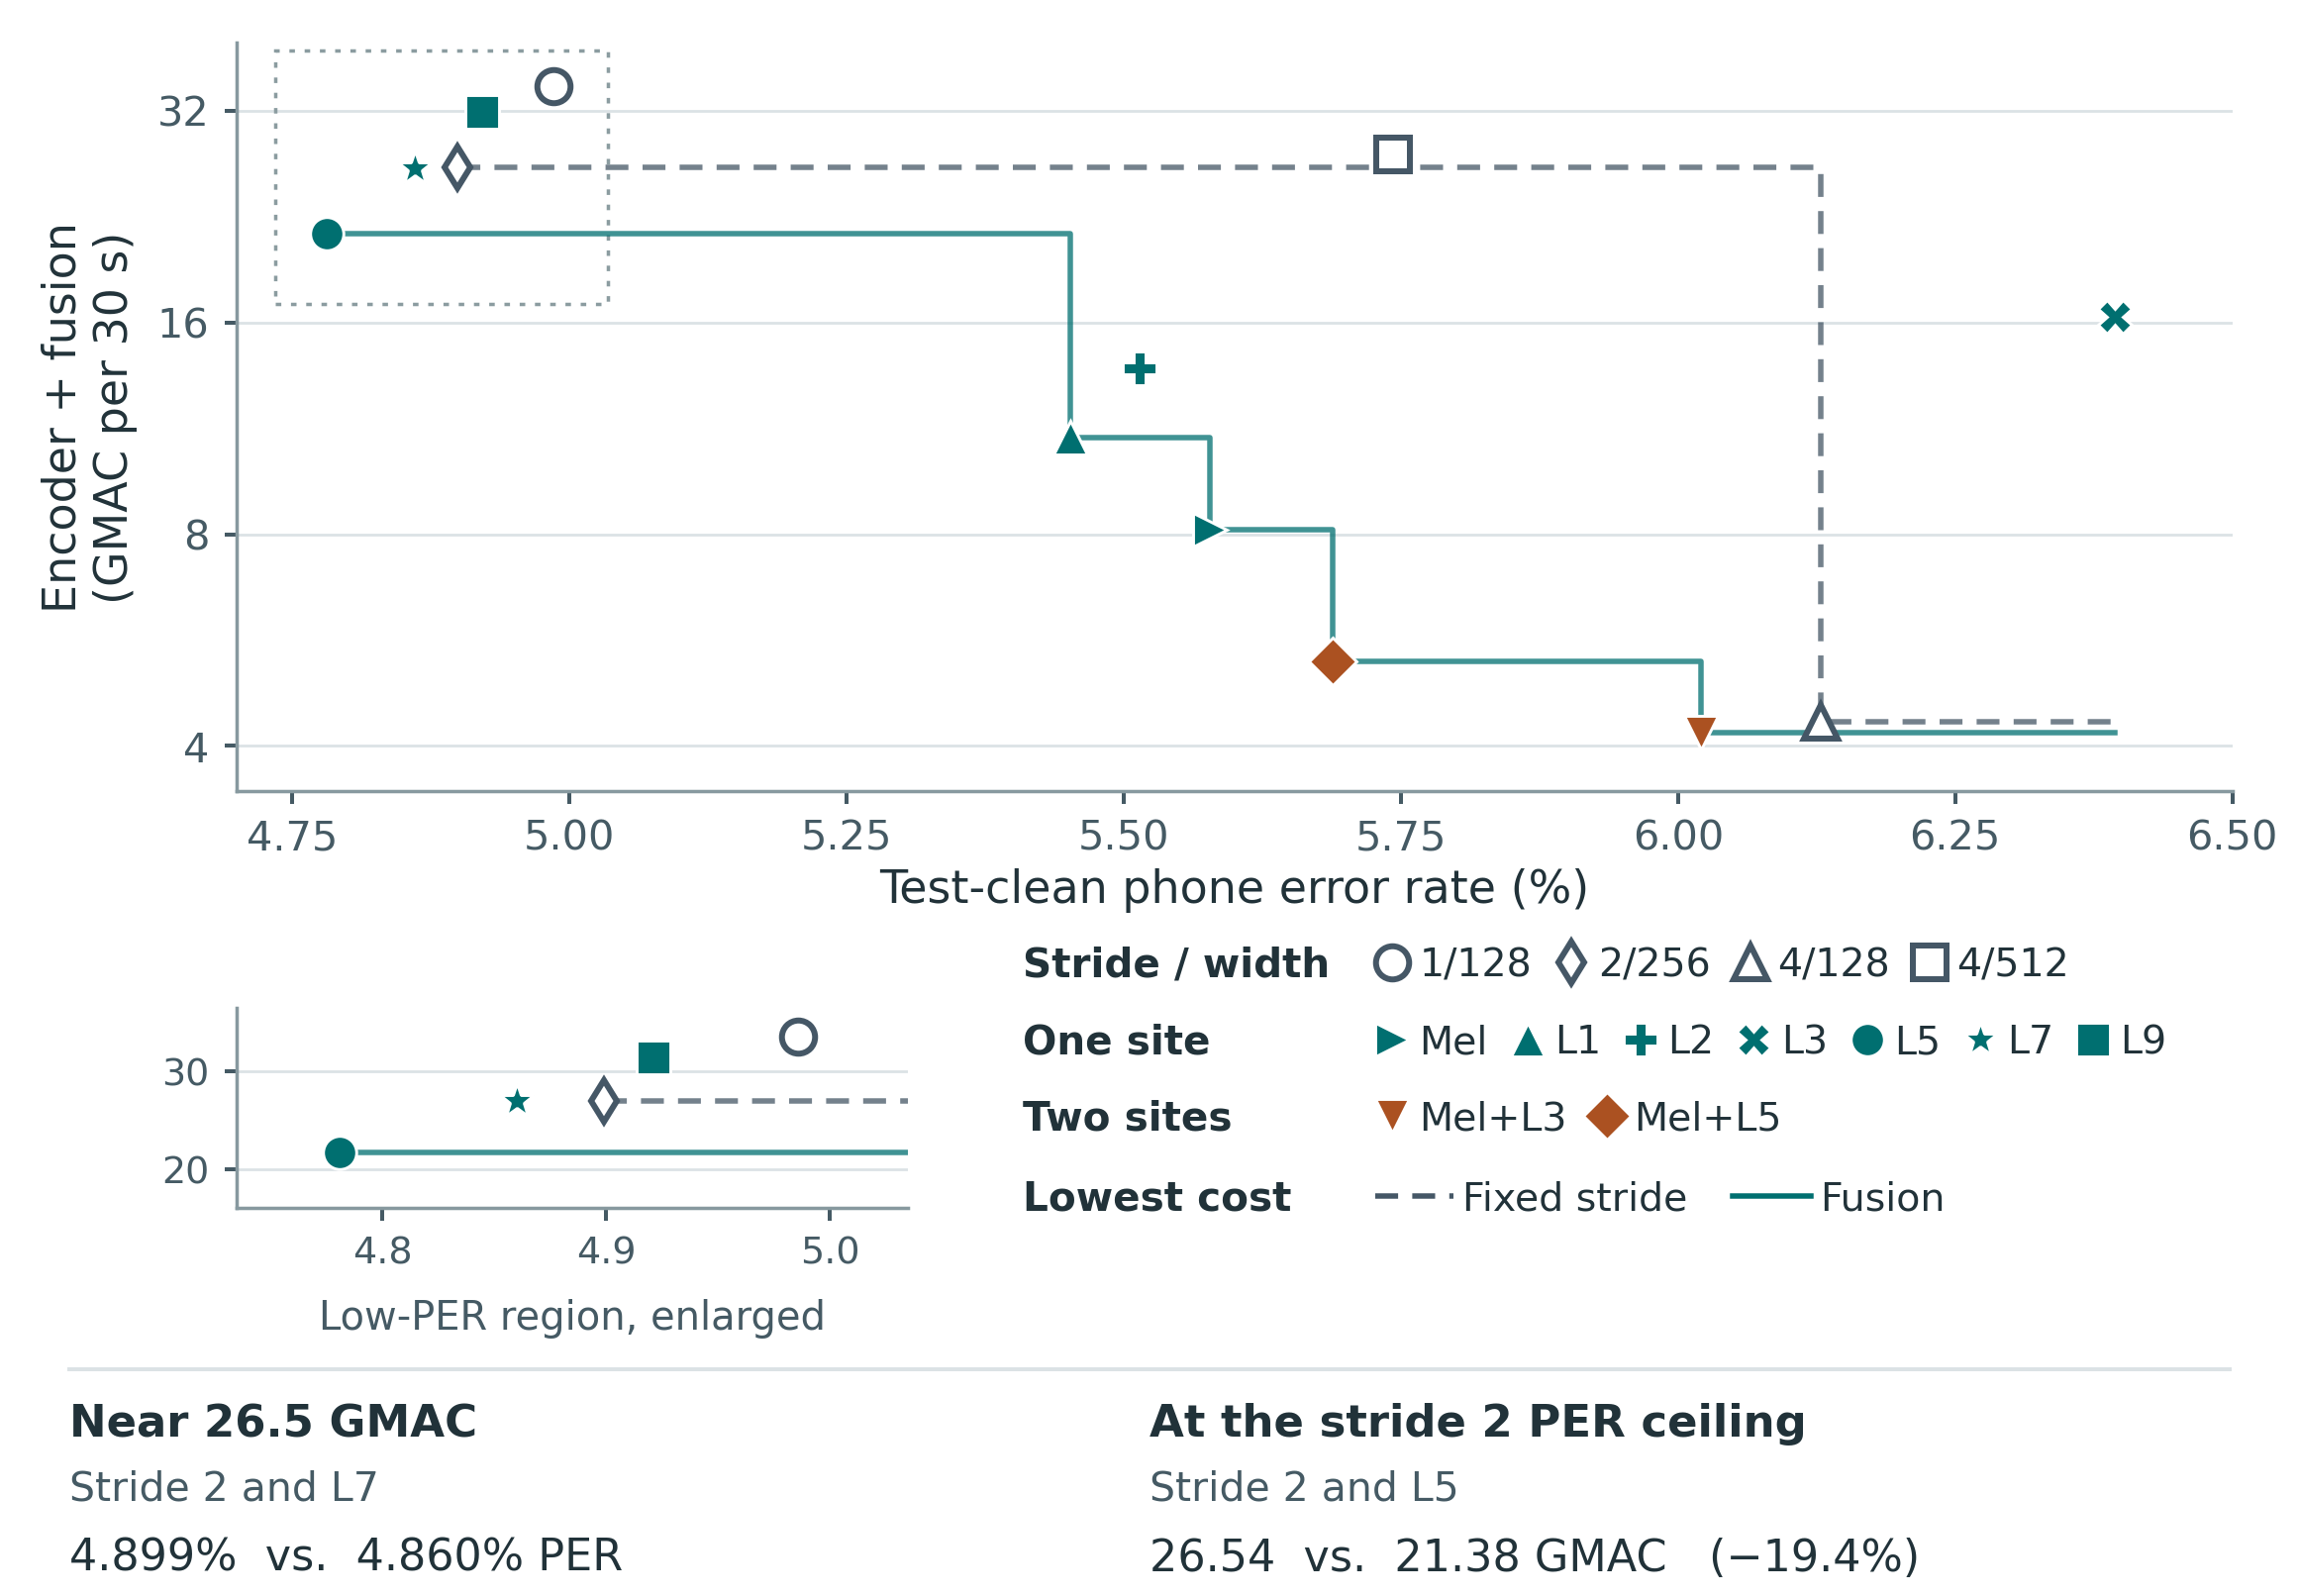 32
16
8
4
Encoder + fusion
(GMAC per 30 s)
4.75 5.00 5.25 5.50 5.75 6.00 6.25 6.50
Test-clean phone error rate (%)
Stride / width 1/128 2/256 4/128 4/512
One site Mel L1 L2 L3 L5 L7 L9
Two sites Mel+L3 Mel+L5
Lowest cost Fixed stride Fusion
30
20
4.8 4.9 5.0
Low-PER region, enlarged
Near 26.5 GMAC
Stride 2 and L7
4.899% vs. 4.860% PER
At the stride 2 PER ceiling
Stride 2 and L5
26.54 vs. 21.38 GMAC (−19.4%)